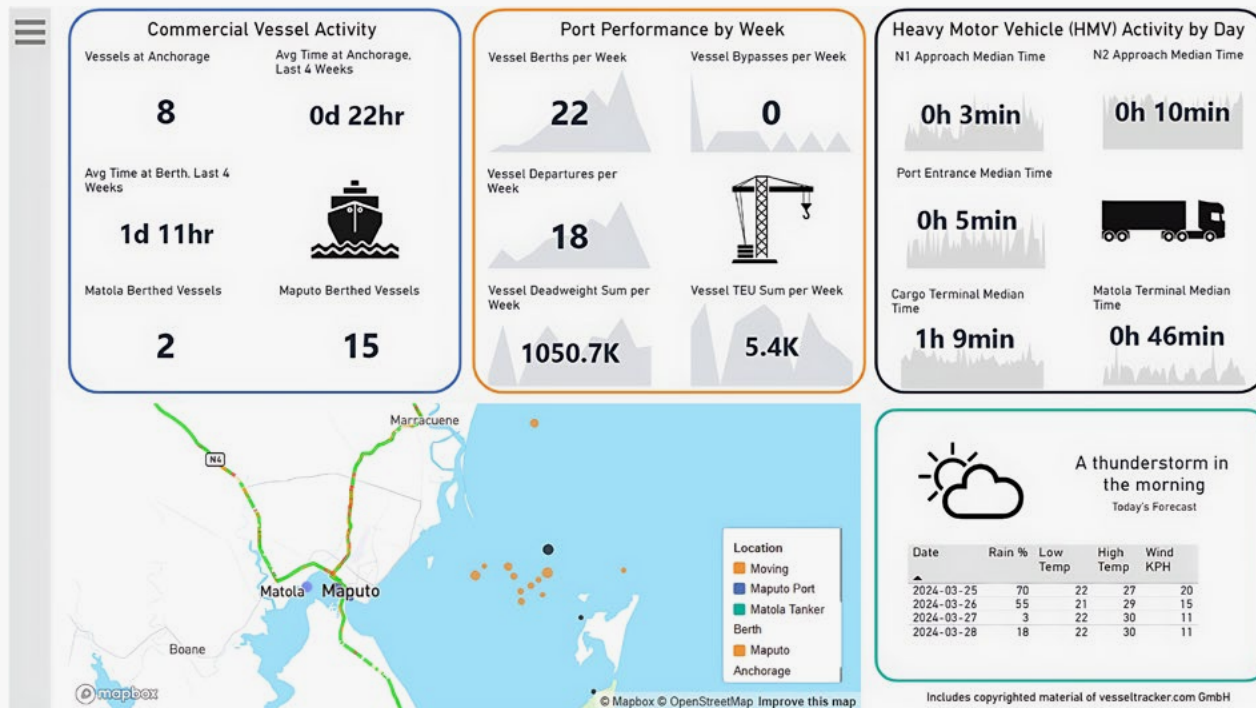 Commercial Vessel Activity
Vessels at Anchorage
8
Avg Time at Anchorage,
Last 4 Weeks
0d 22hr
Avg Time at Berth, Last 4
Weeks
1d 11hr
Matola Berthed Vessels
2
Maputo Berthed Vessels
15
Port Performance by Week
Vessel Berths per Week
22
Vessel Bypasses per Week
0
Vessel Departures per
Week
18
Vessel Deadweight Sum per
Week
1050.7K
Vessel TEU Sum per Week
5.4K
Heavy Motor Vehicle (HMV) Activity by Day
N1 Approach Median Time
0h 3min
N2 Approach Median Time
0h 10min
Port Entrance Median Time
0h 5min
Cargo Terminal Median
Time
1h 9min
Matola Terminal Median
Time
0h 46min
Marracuene
N4
Matola
Maputo
Boane
mapbox
Location
Moving
Maputo Port
Matola Tanker
Berth
Maputo
Anchorage
© Mapbox © OpenStreetMap Improve this map
A thunderstorm in
the morning
Today's Forecast
Date Rain % Low Temp High Temp Wind KPH
2024-03-25 70 22 27 20
2024-03-26 55 21 29 15
2024-03-27 3 22 30 11
2024-03-28 18 22 30 11
Includes copyrighted material of vesseltracker.com GmbH